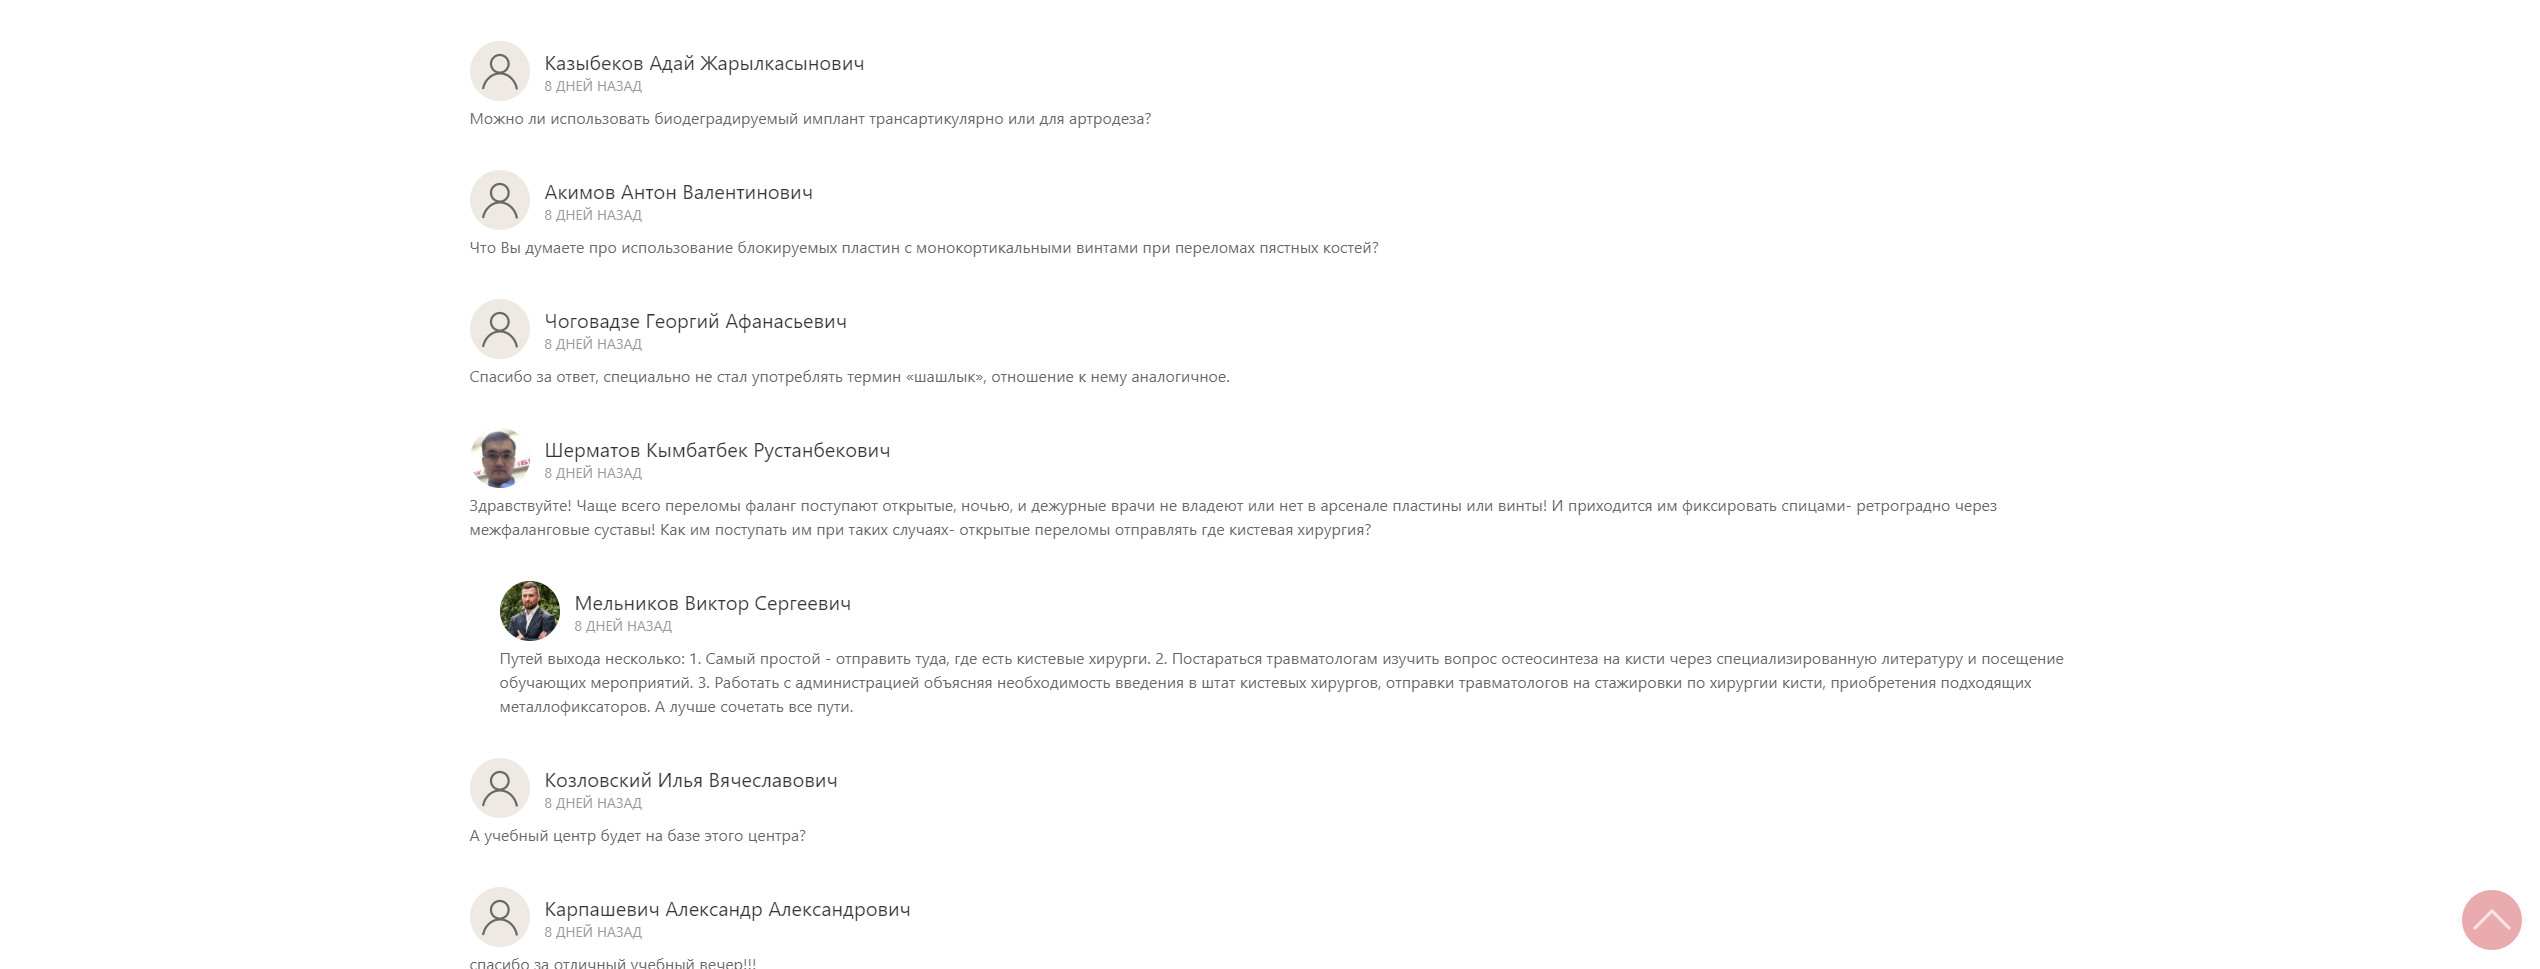 Казыбеков Адай Жарылкасынович
8 ДНЕЙ НАЗАД
Можно ли использовать биодеградируемый имплант трансартикулярно или для артродеза?
Акимов Антон Валентинович
8 ДНЕЙ НАЗАД
Что Вы думаете про использование блокируемых пластин с монокортикальными винтами при переломах пястных костей?
Чоговадзе Георгий Афанасьевич
8 ДНЕЙ НАЗАД
Спасибо за ответ, специально не стал употреблять термин «шашлык», отношение к нему аналогичное.
Шерматов Кымбатбек Рустанбекович
8 ДНЕЙ НАЗАД
Здравствуйте! Чаще всего переломы фаланг поступают открытые, ночью, и дежурные врачи не владеют или нет в арсенале пластины или винты! И приходится им фиксировать спицами- ретроградно через
межфаланговые суставы! Как им поступать им при таких случаях- открытые переломы отправлять где кистевая хирургия?
Мельников Виктор Сергеевич
8 ДНЕЙ НАЗАД
Путей выхода несколько: 1. Самый простой - отправить туда, где есть кистевые хирурги. 2. Постараться травматологам изучить вопрос остеосинтеза на кисти через специализированную литературу и посещение
обучающих мероприятий. 3. Работать с администрацией объясняя необходимость введения в штат кистевых хирургов, отправки травматологов на стажировки по хирургии кисти, приобретения подходящих
металлофиксаторов. А лучше сочетать все пути.
Козловский Илья Вячеславович
8 ДНЕЙ НАЗАД
А учебный центр будет на базе этого центра?
Карпашевич Александр Александрович
8 ДНЕЙ НАЗАД
спасибо за отличный учебный вечер!!!